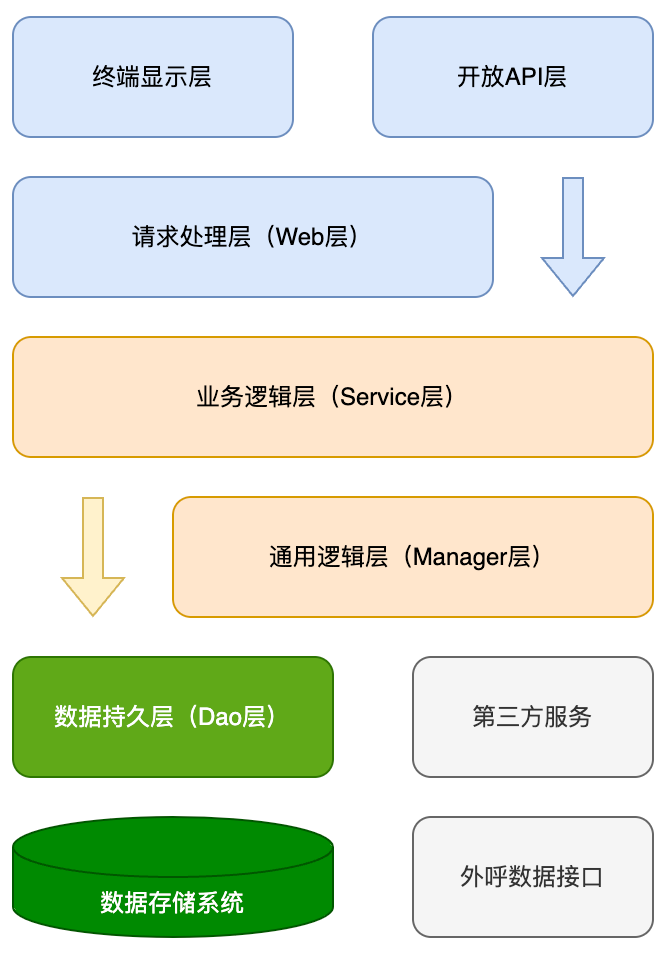 终端显示层
开放API层
请求处理层（Web层）
业务逻辑层（Service层）
通用逻辑层（Manager层）
数据持久层（Dao层）
第三方服务
数据存储系统
外呼数据接口